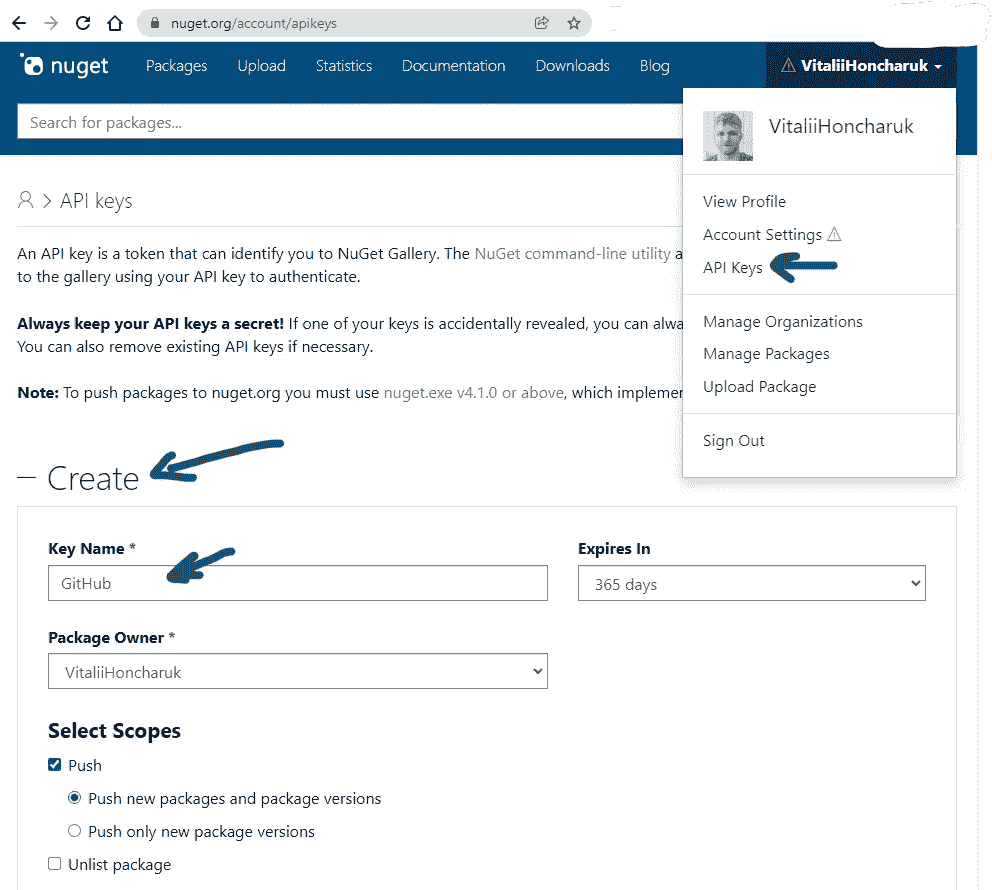 nuget.org/account/apikeys
nuget Packages Upload Statistics Documentation Downloads Blog VitaliiHoncharuk
Search for packages...
VitaliiHoncharuk
View Profile
Account Settings
API Keys
Manage Organizations
Manage Packages
Upload Package
Sign Out
API keys
An API key is a token that can identify you to NuGet Gallery. The NuGet command-line utility a
to the gallery using your API key to authenticate.
Always keep your API keys a secret! If one of your keys is accidentally revealed, you can alwa
You can also remove existing API keys if necessary.
Note: To push packages to nuget.org you must use nuget.exe v4.1.0 or above, which implemen
Create
Key Name * Expires In
GitHub 365 days
Package Owner *
VitaliiHoncharuk
Select Scopes
Push
Push new packages and package versions
Push only new package versions
Unlist package